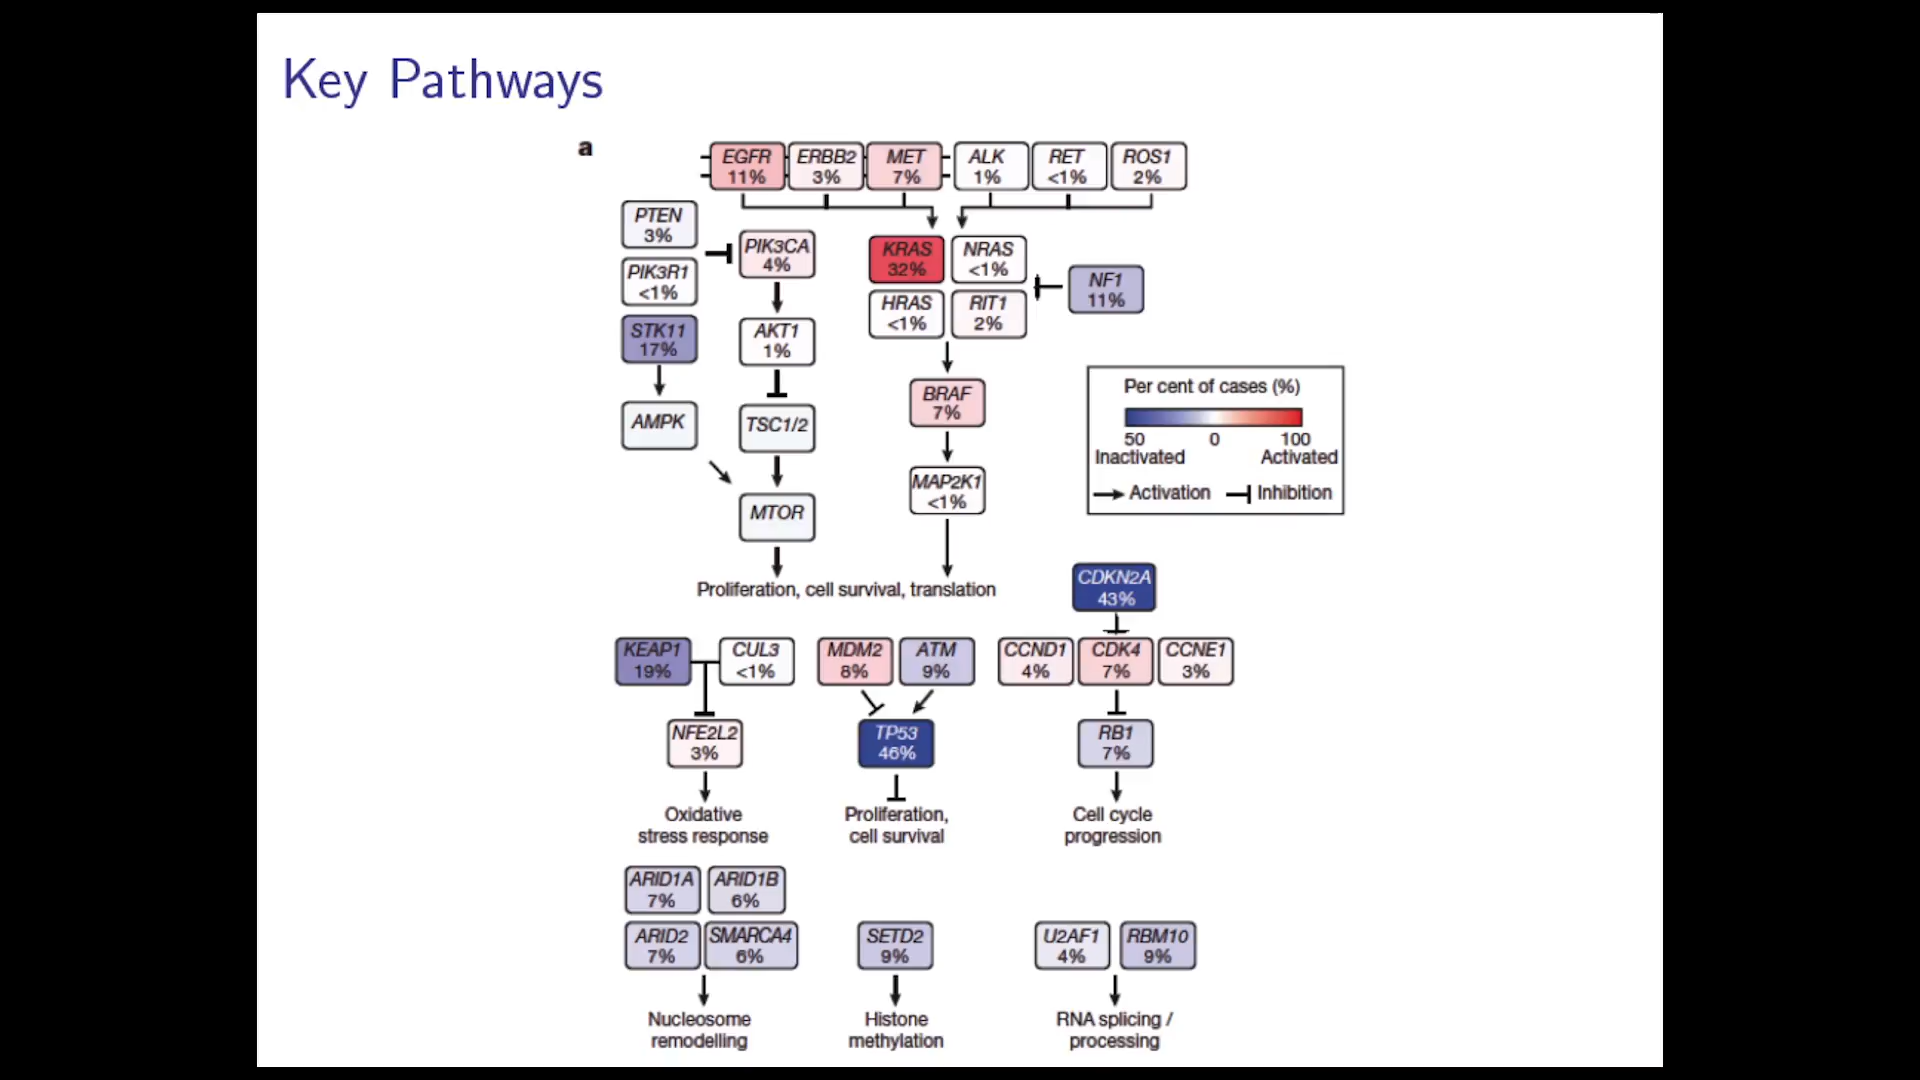 Key Pathways
a
EGFR
11%
ERBB2
3%
MET
7%
ALK
1%
RET
<1%
ROS1
2%
PTEN
3%
PIK3R1
<1%
STK11
17%
AMPK
PIK3CA
4%
AKT1
1%
TSC1/2
MTOR
KRAS
32%
NRAS
<1%
HRAS
<1%
RIT1
2%
NF1
11%
BRAF
7%
MAP2K1
<1%
Proliferation, cell survival, translation
Per cent of cases (%)
50
0
100
Inactivated
Activated
Activation
Inhibition
KEAP1
19%
CUL3
<1%
NFE2L2
3%
Oxidative
stress response
MDM2
8%
ATM
9%
TP53
46%
Proliferation,
cell survival
CDKN2A
43%
CCND1
4%
CDK4
7%
CCNE1
3%
RB1
7%
Cell cycle
progression
ARID1A
7%
ARID1B
6%
ARID2
7%
SMARCA4
6%
Nucleosome
remodelling
SETD2
9%
Histone
methylation
U2AF1
4%
RBM10
9%
RNA splicing /
processing